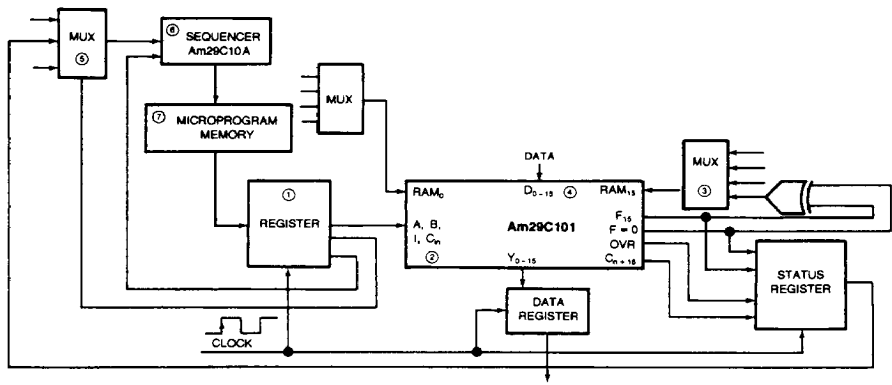 MUX
⑤
⑥ SEQUENCER
Am29C10A
⑦ MICROPROGRAM
MEMORY
MUX
①
REGISTER
DATA
RAM₀
D₀₋₁₅ ④
RAM₁₅
MUX
③
A, B,
I, Cᵢₙ
②
Am29C101
F₁₅
F = 0
OVR
Cₙ₊₁₆
Y₀₋₁₅
DATA
REGISTER
STATUS
REGISTER
CLOCK